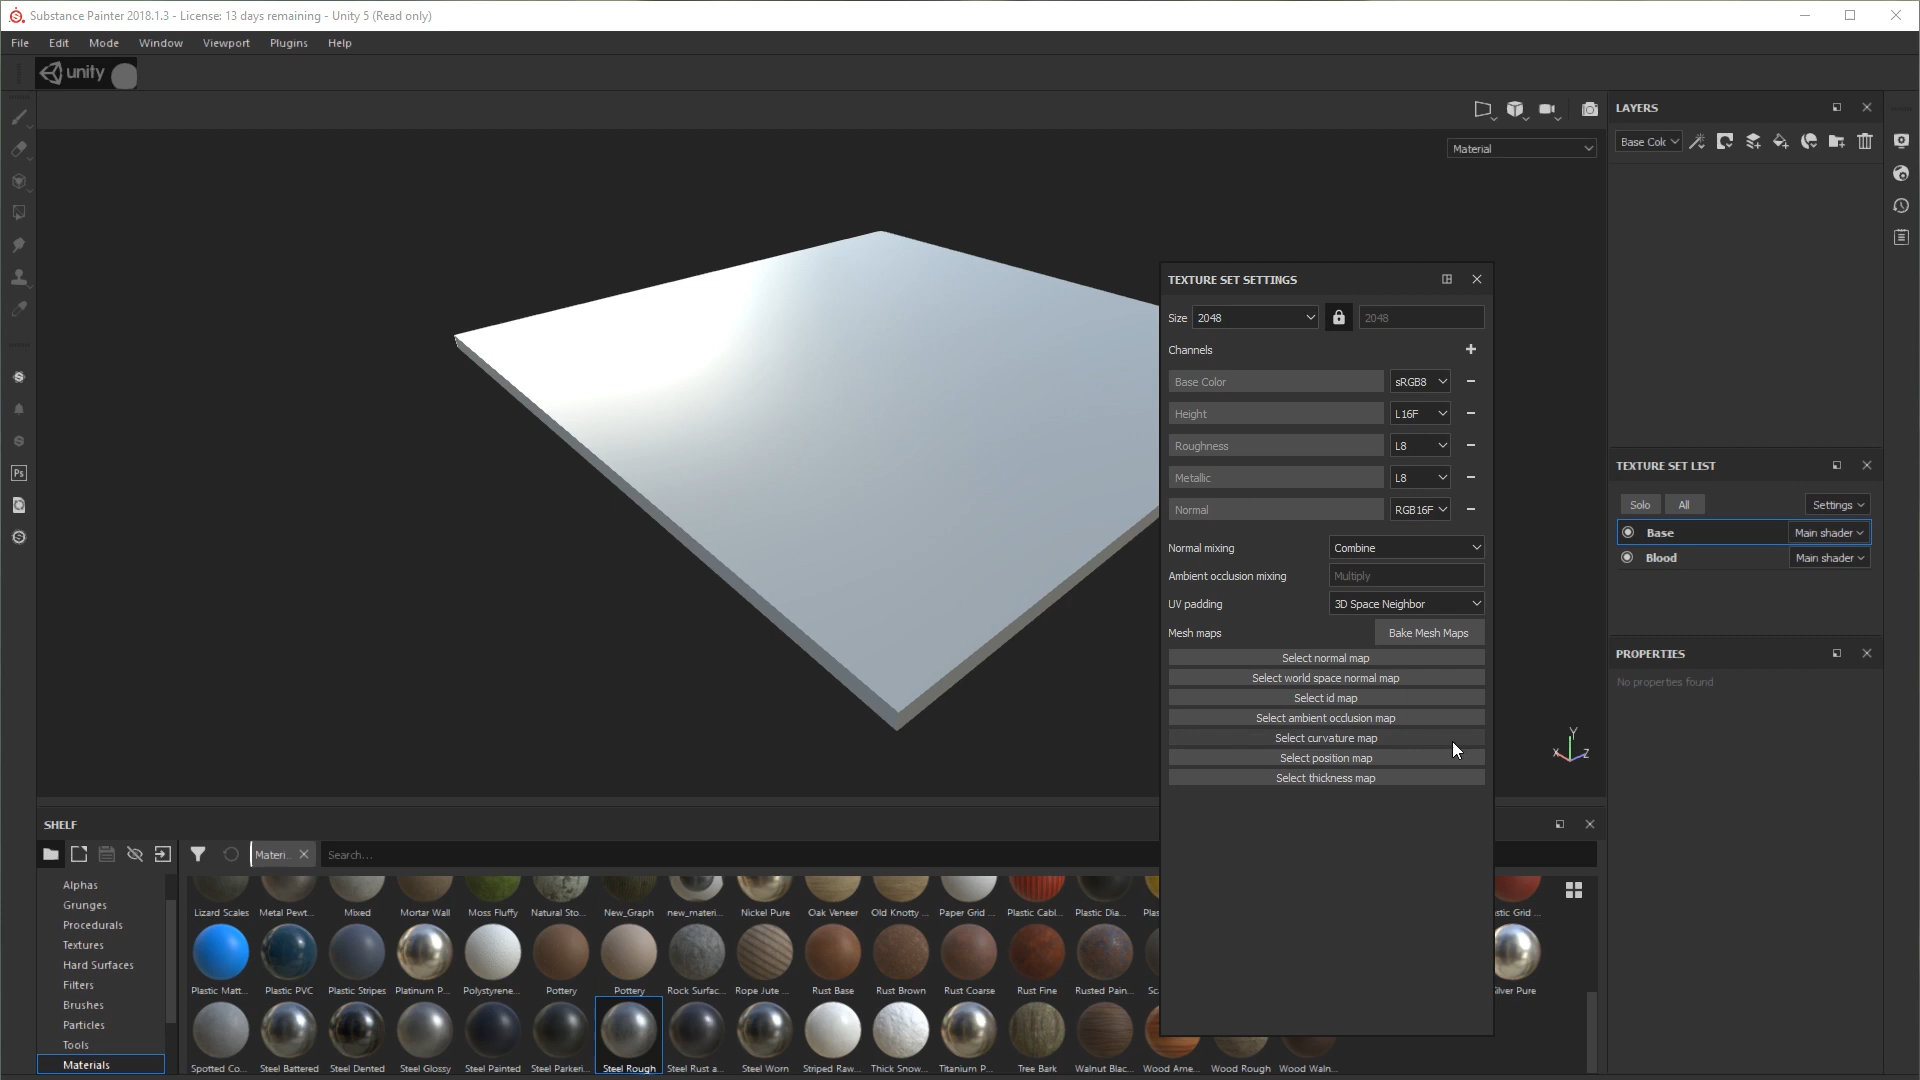 Substance Painter 2018.1.3 - License: 13 days remaining - Unity 5 (Read only)
File Edit Mode Window Viewport Plugins Help
unity
Material
LAYERS
Base Col
TEXTURE SET SETTINGS
Size 2048 2048
Channels
Base Color sRGB8
Height L16F
Roughness L8
Metallic L8
Normal RGB16F
Normal mixing Combine
Ambient occlusion mixing Multiply
UV padding 3D Space Neighbor
Mesh maps Bake Mesh Maps
Select normal map
Select world space normal map
Select id map
Select ambient occlusion map
Select curvature map
Select position map
Select thickness map
TEXTURE SET LIST
Solo All Settings
Base Main shader
Blood Main shader
PROPERTIES
No properties found
Ps
Y
X Z
SHELF
Materi.. Search...
Alphas
Grunges
Procedurals
Textures
Hard Surfaces
Filters
Brushes
Particles
Tools
Materials
Lizard Scales Metal Pewt... Mixed Mortar Wall Moss Fluffy Natural Sto... New_Graph new_materi... Nickel Pure Oak Veneer Old Knotty ... Paper Grid ... Plastic Cabl... Plastic Dia... Plas stic Grid ...
Plastic Matt... Plastic PVC Plastic Stripes Platinum P... Polystyrene... Pottery Pottery Rock Surfac... Rope Jute ... Rust Base Rust Brown Rust Coarse Rust Fine Rusted Pain... Sc ilver Pure
Spotted Co... Steel Battered Steel Dented Steel Glossy Steel Painted Steel Parkeri... Steel Rough Steel Rust a... Steel Worn Striped Raw... Thick Snow... Titanium P... Tree Bark Walnut Blac... Wood Ame... Wood Rough Wood Waln...